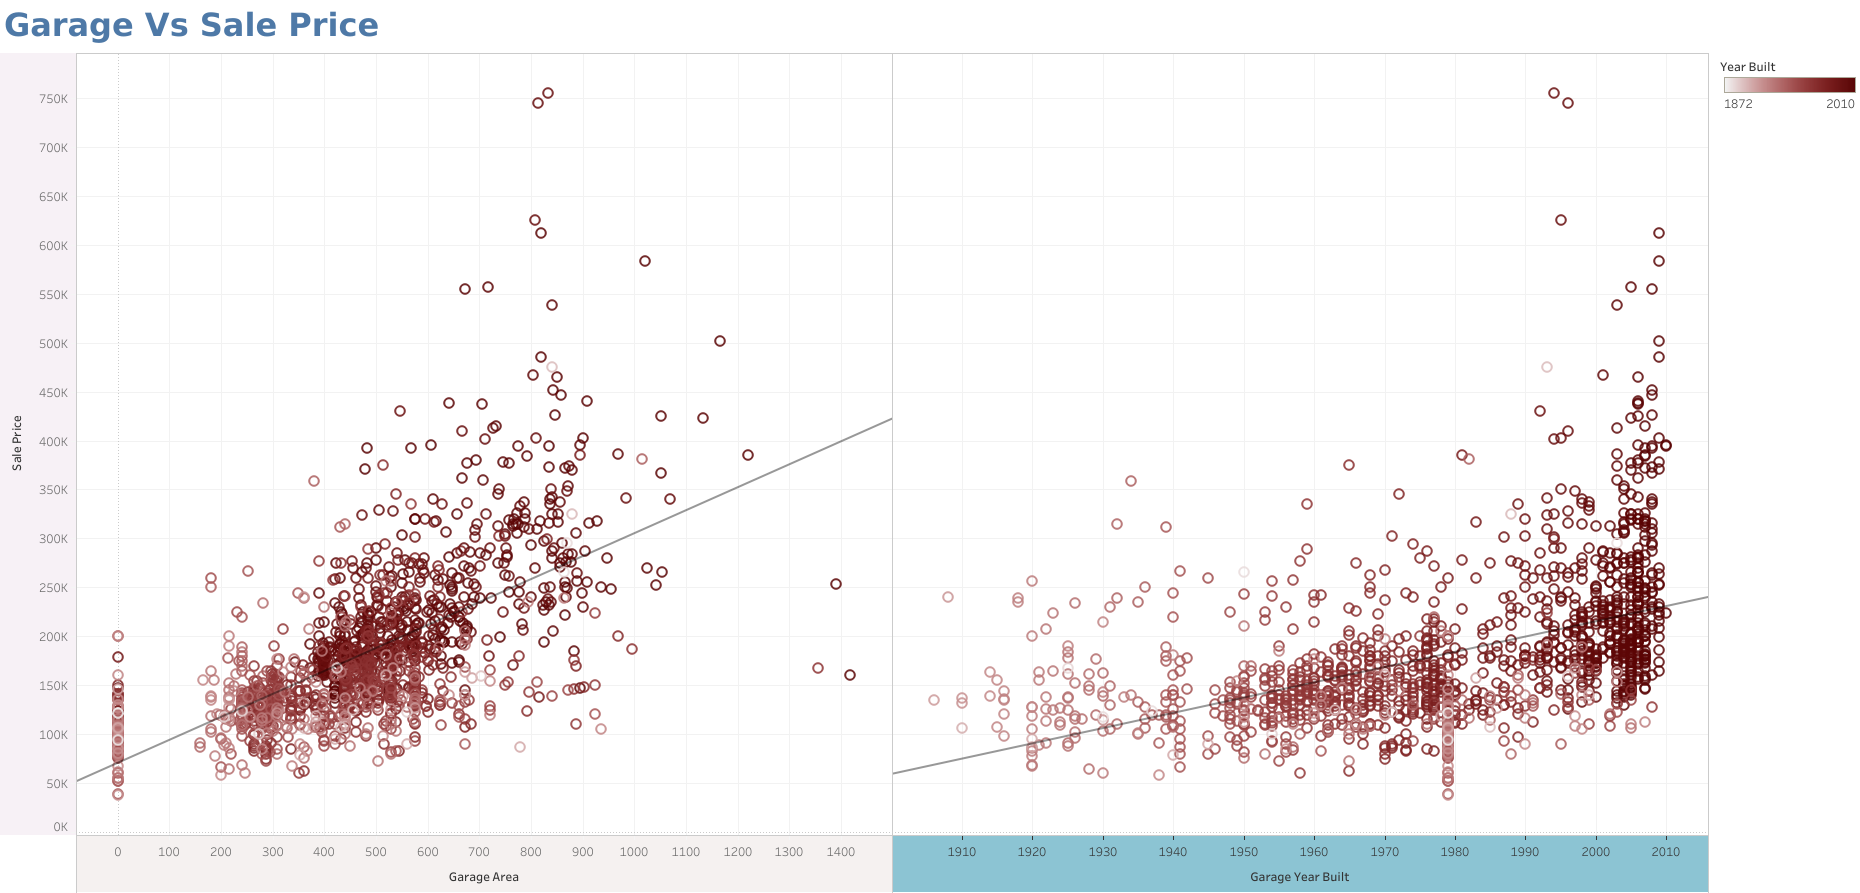 Garage Vs Sale Price
Year Built
1872 2010
750K
700K
650K
600K
550K
500K
450K
400K
350K
300K
250K
200K
150K
100K
50K
0K
Sale Price
0 100 200 300 400 500 600 700 800 900 1000 1100 1200 1300 1400
Garage Area
1910 1920 1930 1940 1950 1960 1970 1980 1990 2000 2010
Garage Year Built